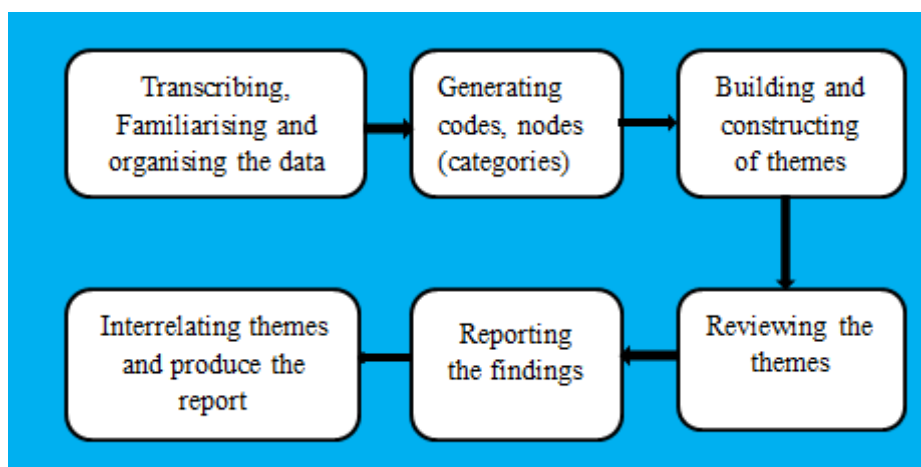 Transcribing,
Familiarising and
organising the data
Generating
codes, nodes
(categories)
Building and
constructing
of themes
Reviewing the
themes
Reporting
the findings
Interrelating themes
and produce the
report